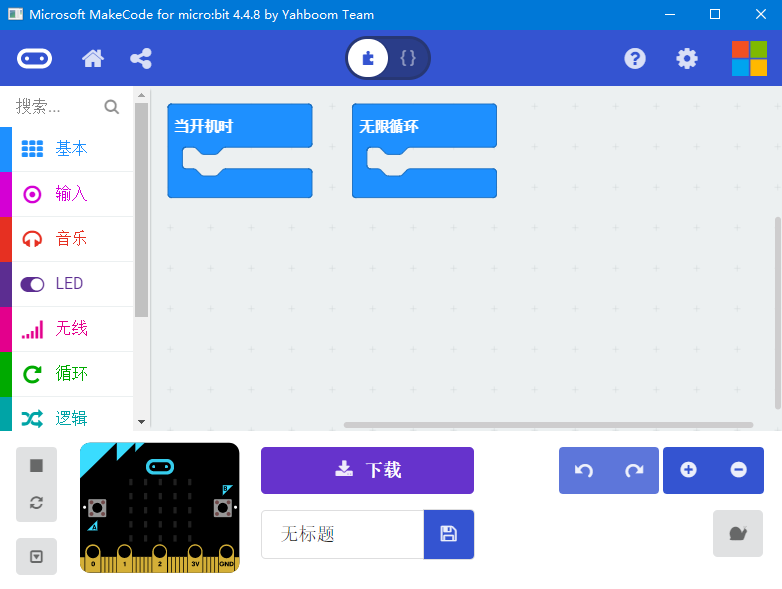 Microsoft MakeCode for micro:bit 4.4.8 by Yahboom Team
搜索...
基本
输入
音乐
LED
无线
循环
逻辑
当开机时
无限循环
B
A
0 1 2 3V GND
下载
无标题